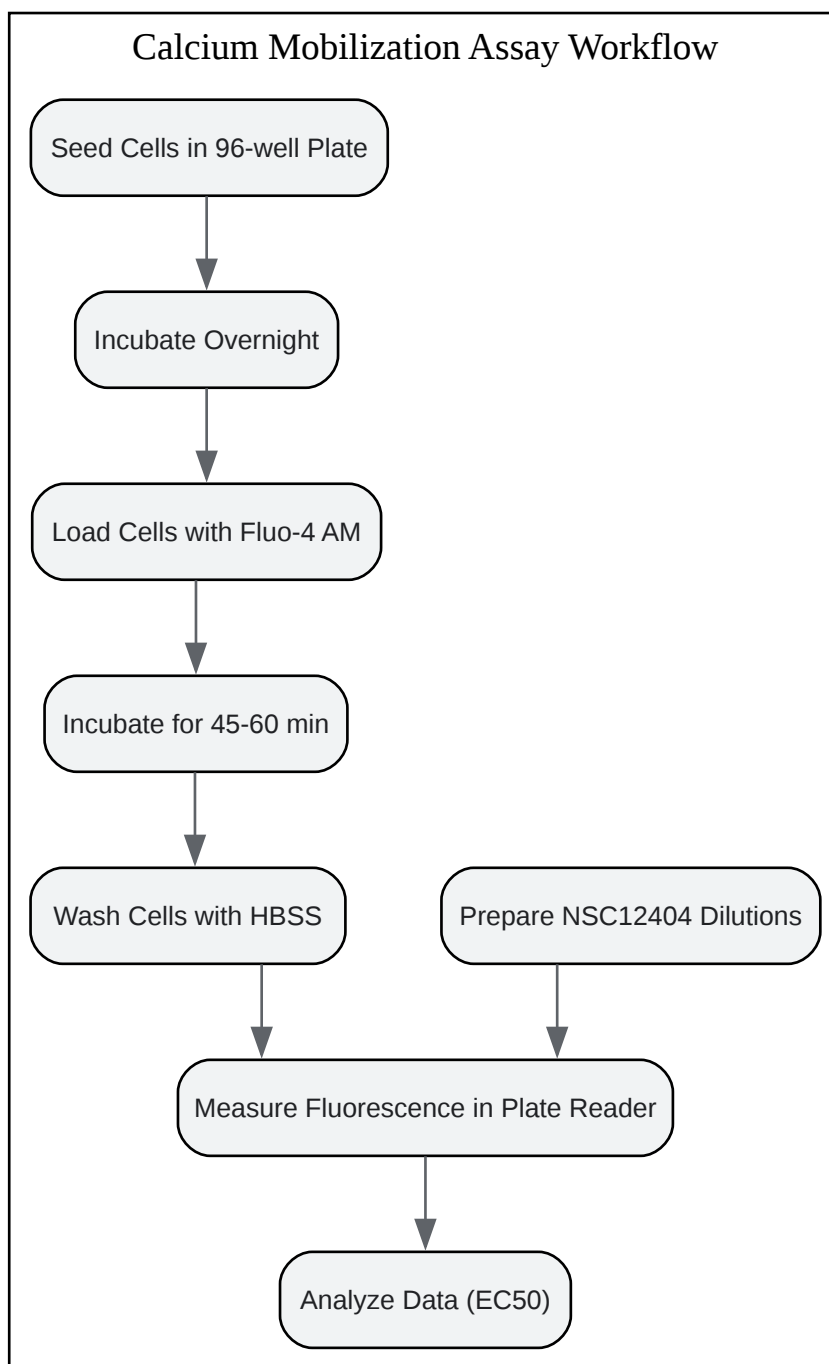 Calcium Mobilization Assay Workflow
Seed Cells in 96-well Plate
Incubate Overnight
Load Cells with Fluo-4 AM
Incubate for 45-60 min
Wash Cells with HBSS
Prepare NSC12404 Dilutions
Measure Fluorescence in Plate Reader
Analyze Data (EC50)